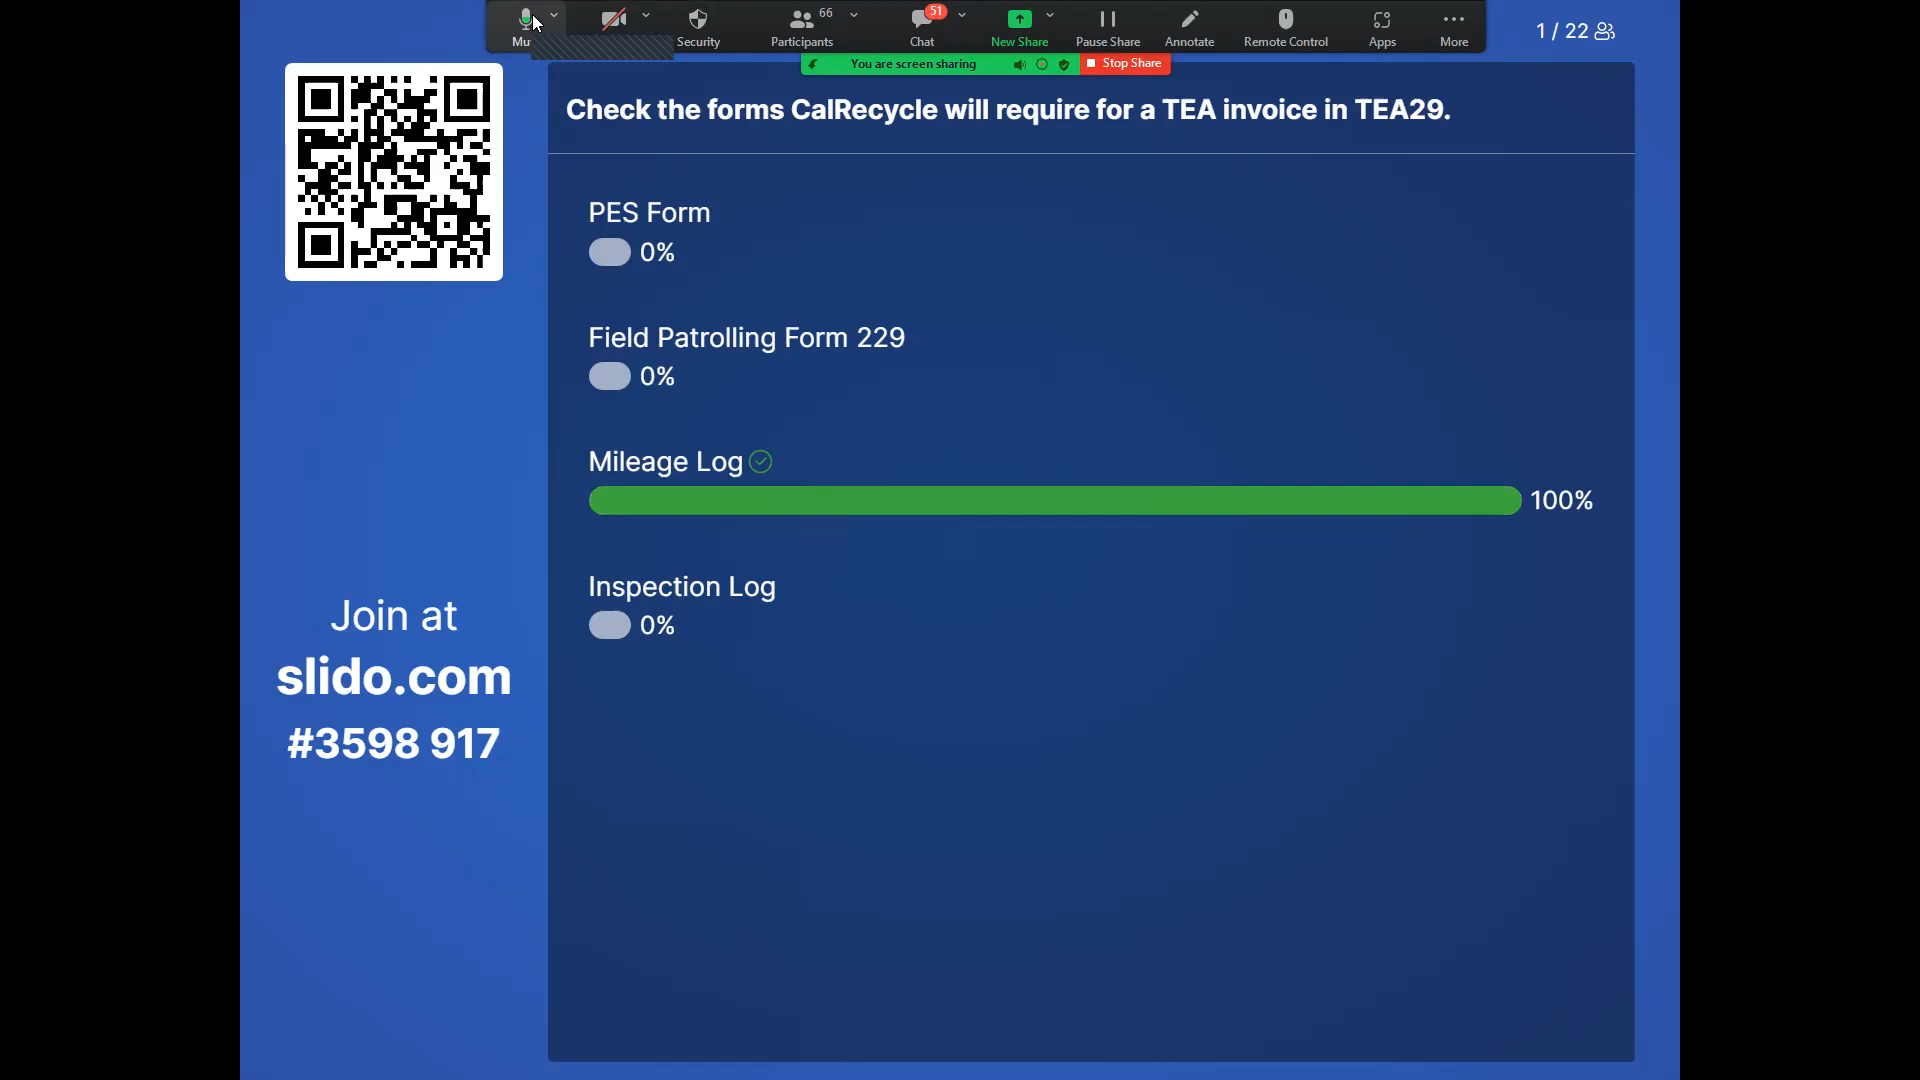 Mu
Security
Participants
66
Chat
51
New Share
Pause Share
Annotate
Remote Control
Apps
More
1 / 22
You are screen sharing
Stop Share
Check the forms CalRecycle will require for a TEA invoice in TEA29.
PES Form
0%
Field Patrolling Form 229
0%
Mileage Log
100%
Inspection Log
0%
Join at
slido.com
#3598 917